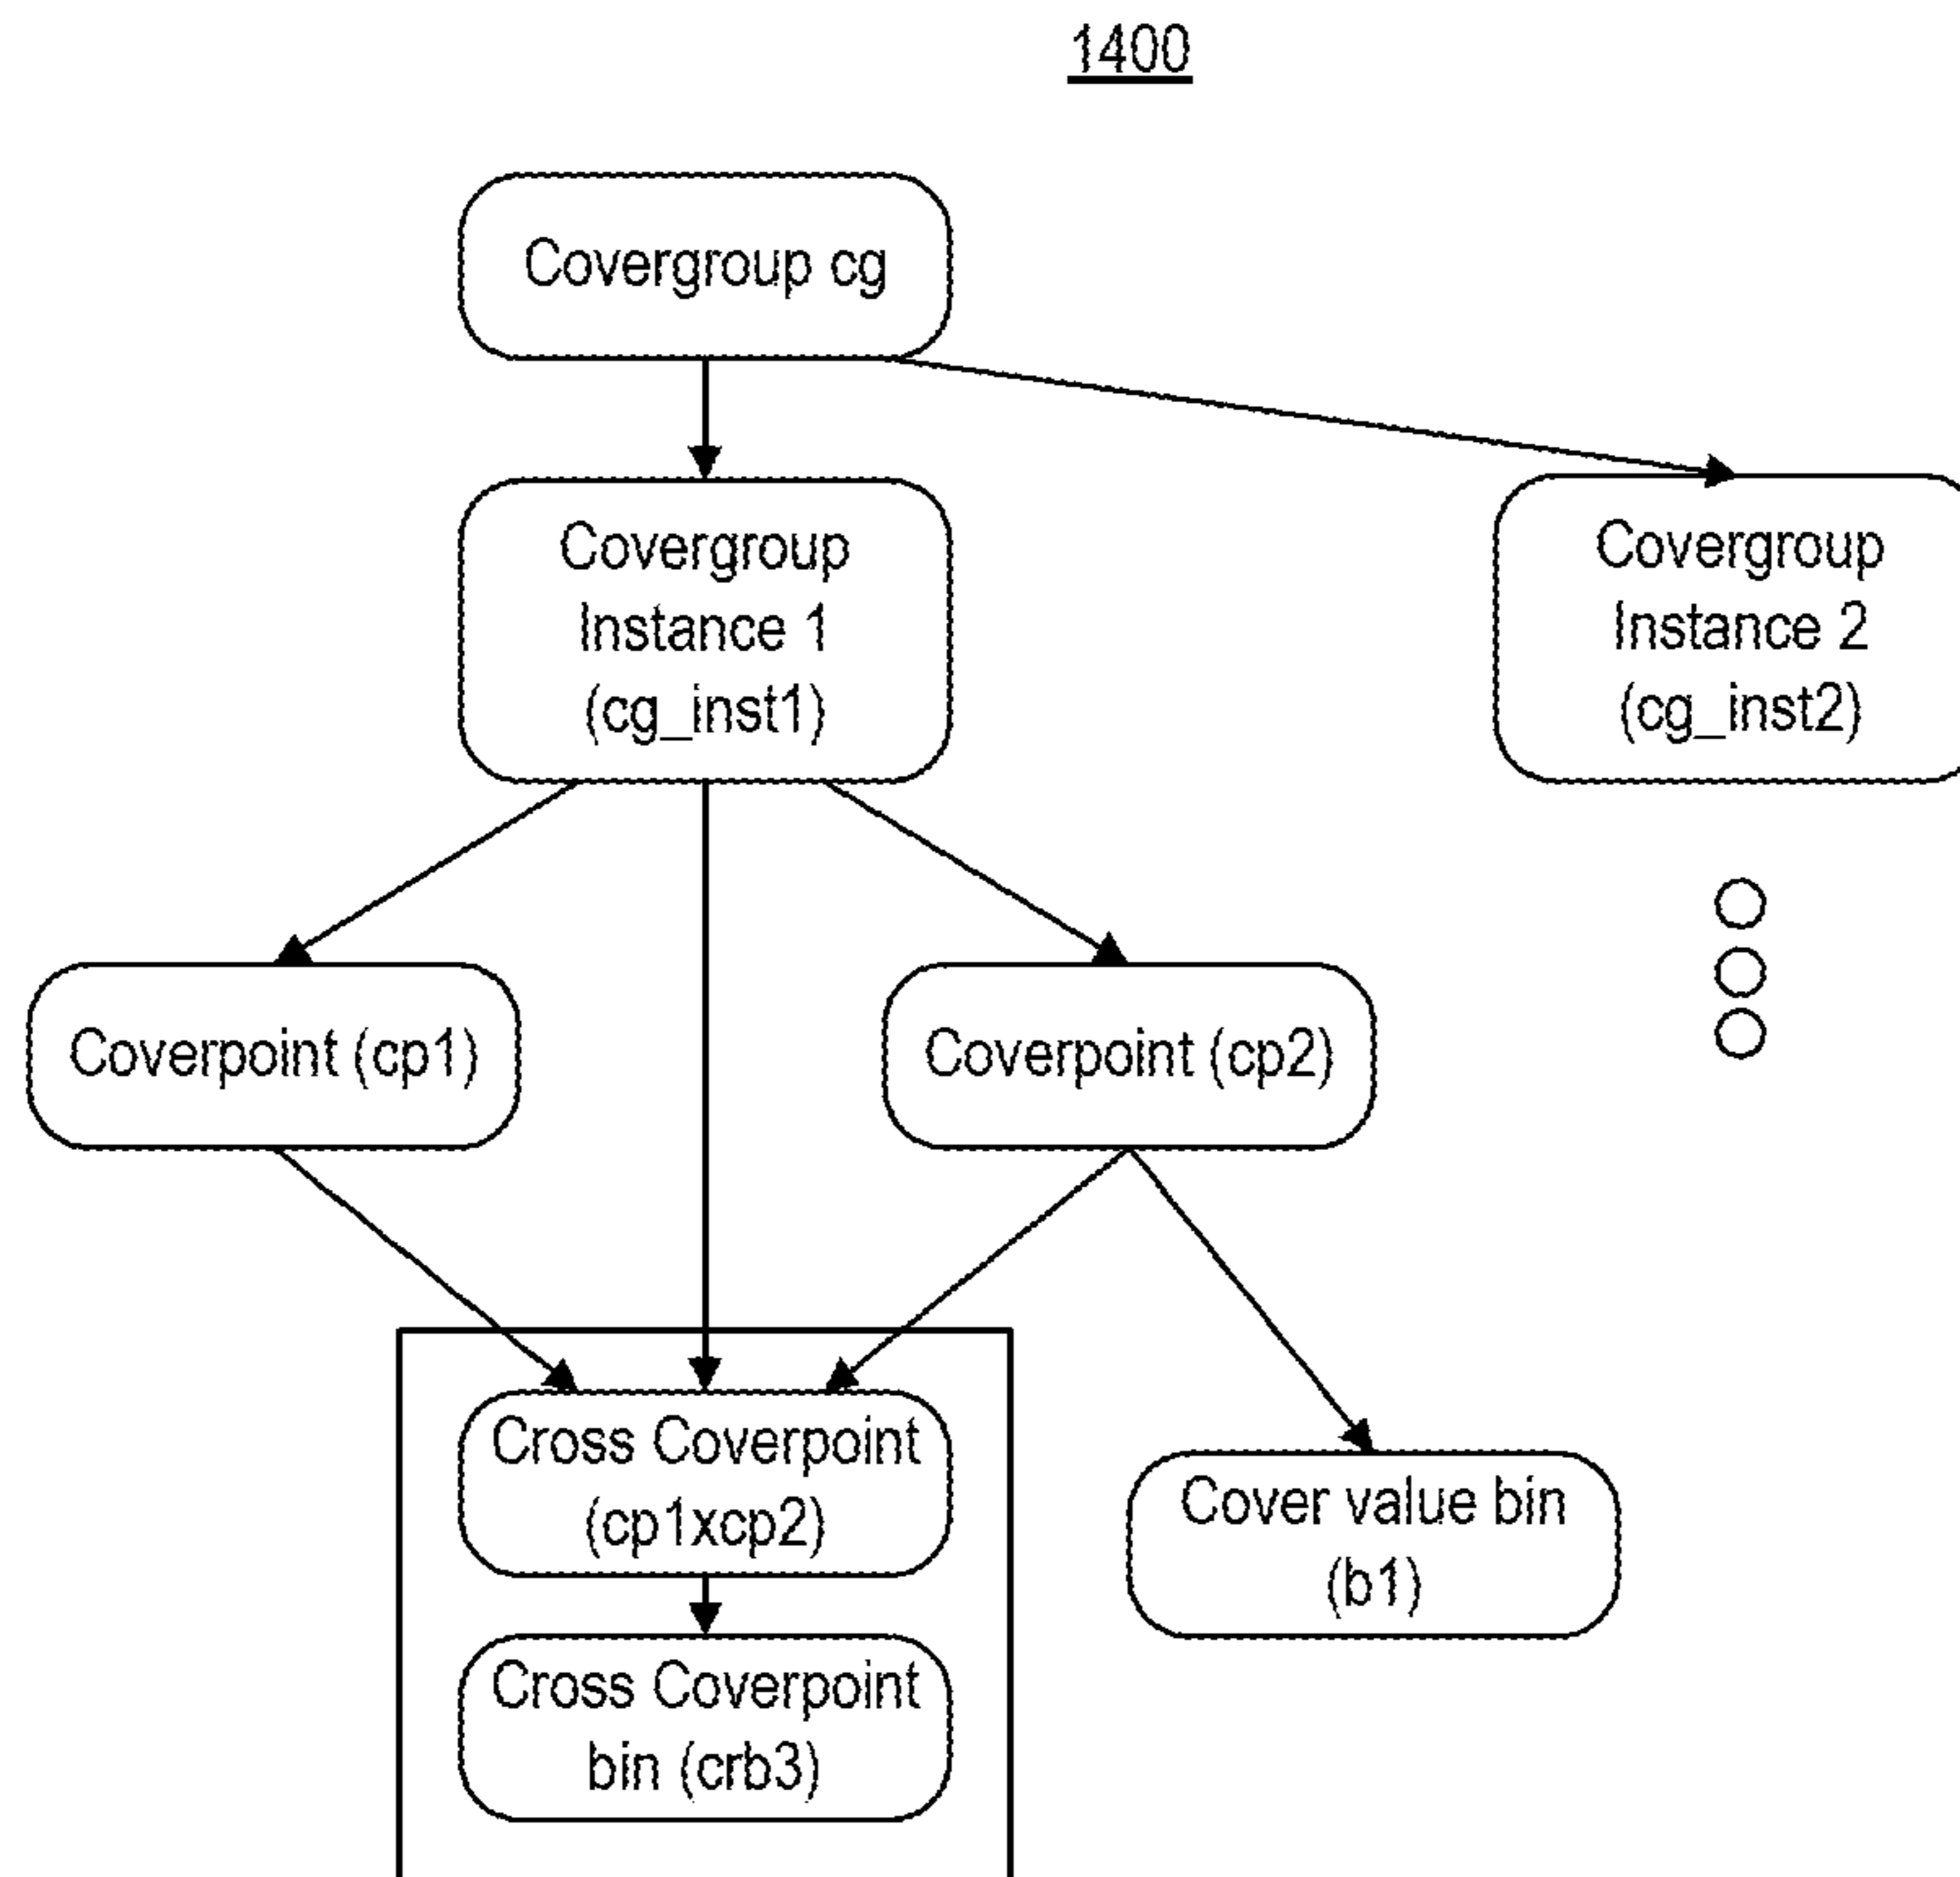 1400
Covergroup cg
Covergroup
Instance 1
(cg_inst1)
Covergroup
Instance 2
(cg_inst2)
Coverpoint (cp1)
Coverpoint (cp2)
Cross Coverpoint
(cp1xcp2)
Cover value bin
(b1)
Cross Coverpoint
bin (crb3)